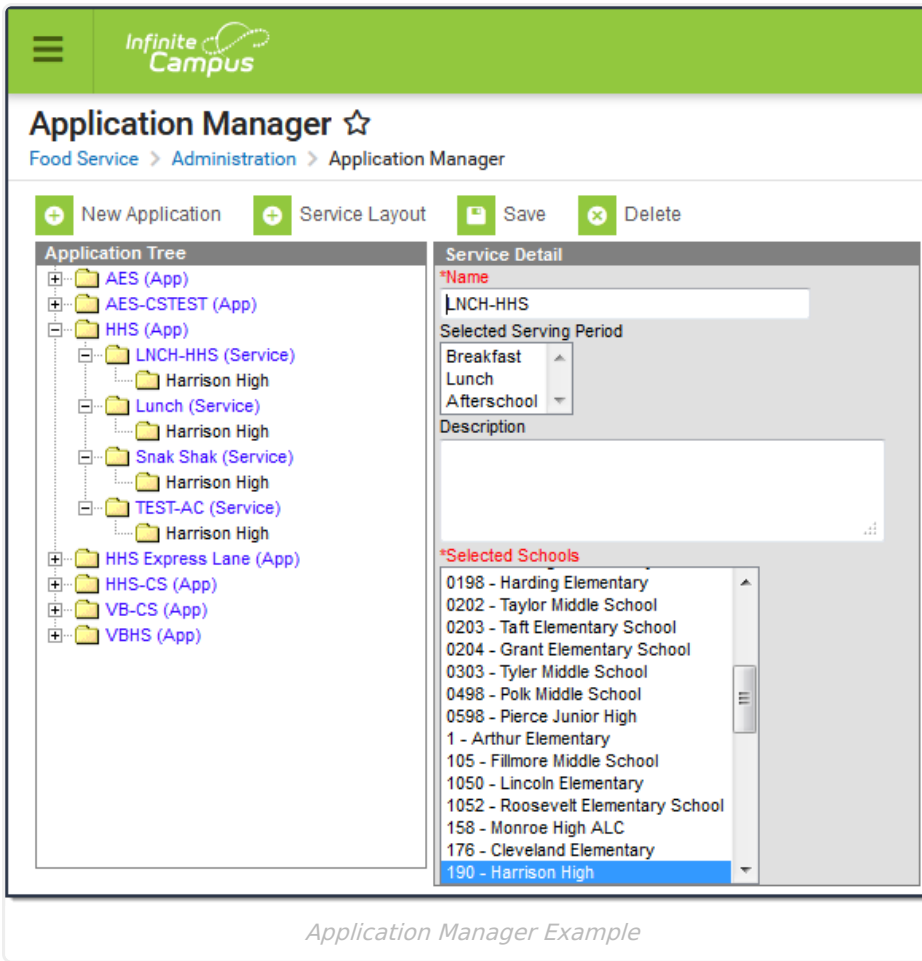 Infinite
Campus
Application Manager
Food Service > Administration > Application Manager
New Application Service Layout Save Delete
Application Tree
AES (App)
AES-CSTEST (App)
HHS (App)
LNCH-HHS (Service)
Harrison High
Lunch (Service)
Harrison High
Snak Shak (Service)
Harrison High
TEST-AC (Service)
Harrison High
HHS Express Lane (App)
HHS-CS (App)
VB-CS (App)
VBHS (App)
Service Detail
*Name
LNCH-HHS
Selected Serving Period
Breakfast
Lunch
Afterschool
Description
*Selected Schools
0198 - Harding Elementary
0202 - Taylor Middle School
0203 - Taft Elementary School
0204 - Grant Elementary School
0303 - Tyler Middle School
0498 - Polk Middle School
0598 - Pierce Junior High
1 - Arthur Elementary
105 - Fillmore Middle School
1050 - Lincoln Elementary
1052 - Roosevelt Elementary School
158 - Monroe High ALC
176 - Cleveland Elementary
190 - Harrison High
Application Manager Example